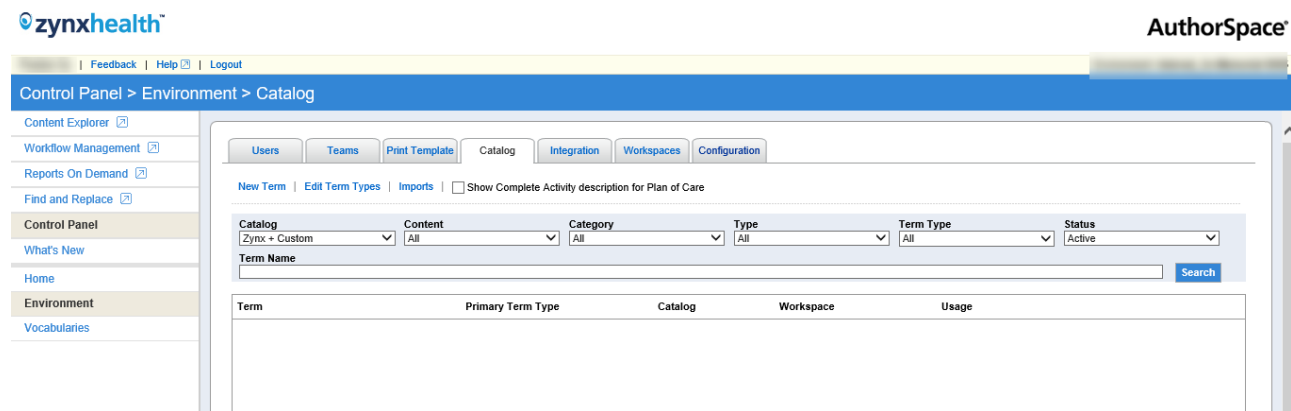 zynxhealth
AuthorSpace
| Feedback | Help | Logout
Control Panel > Environment > Catalog
Content Explorer
Workflow Management
Reports On Demand
Find and Replace
Control Panel
What's New
Home
Environment
Vocabularies
Users Teams Print Template Catalog Integration Workspaces Configuration
New Term | Edit Term Types | Imports | Show Complete Activity description for Plan of Care
Catalog Content Category Type Term Type Status
Zynx + Custom All All All All Active
Term Name
Search
Term Primary Term Type Catalog Workspace Usage